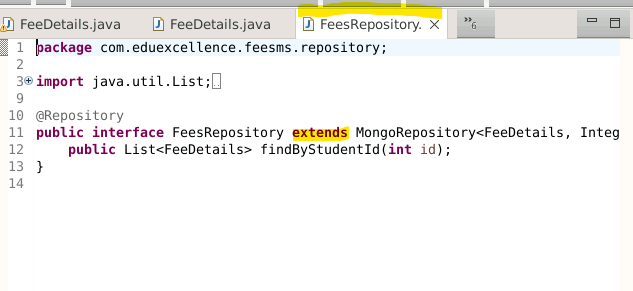 FeeDetails.java FeeDetails.java FeesRepository. 6
1 package com.eduexcellence.feesms.repository;
2
3 import java.util.List;
9
10 @Repository
11 public interface FeesRepository extends MongoRepository<FeeDetails, Integ
12 public List<FeeDetails> findByStudentId(int id);
13 }
14